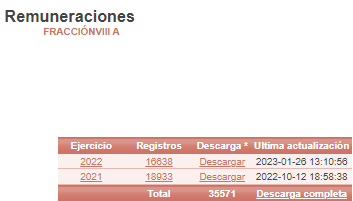 Remuneraciones
FRACCIÓNVIII A
Ejercicio Registros Descarga * Ultima actualización
2022 16638 Descargar 2023-01-26 13:10:56
2021 18933 Descargar 2022-10-12 18:58:38
Total 35571 Descarga completa